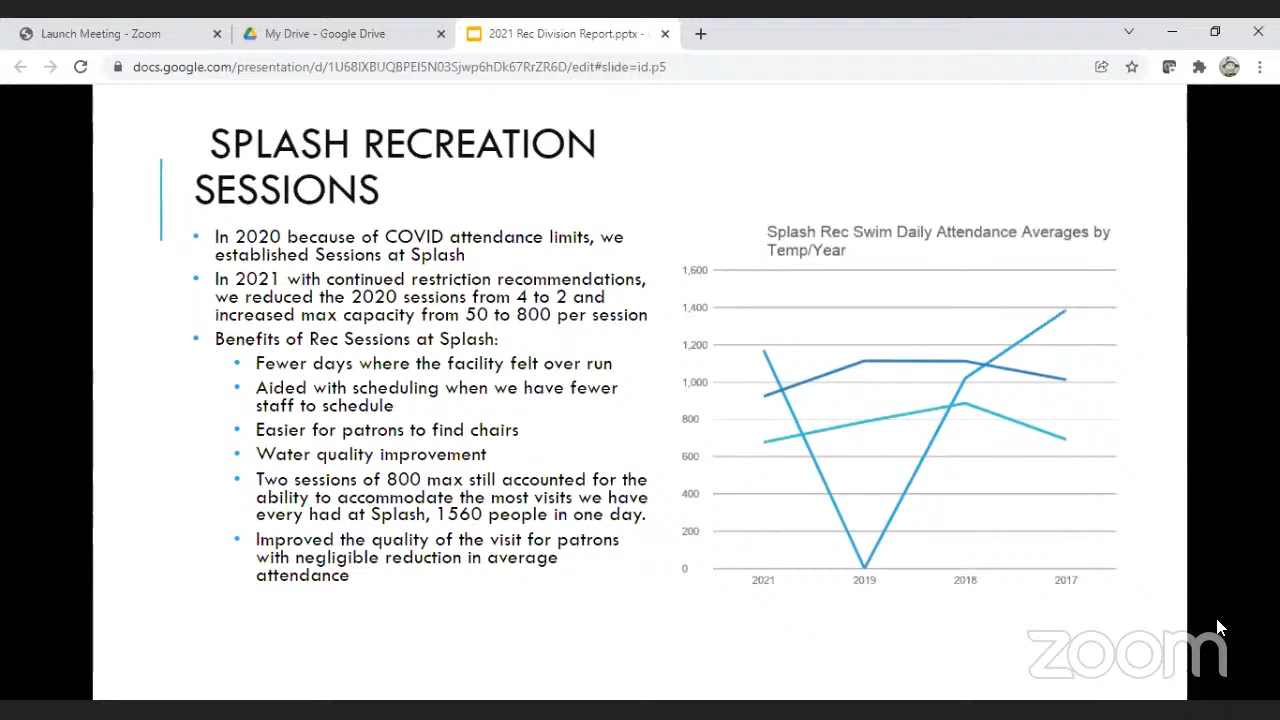 Launch Meeting - Zoom
My Drive - Google Drive
2021 Rec Division Report.pptx -
docs.google.com/presentation/d/1U68IXBUQBPEI5N03Sjwp6hDk67RrZR6D/edit#slide=id.p5
SPLASH RECREATION
SESSIONS
• In 2020 because of COVID attendance limits, we
established Sessions at Splash
• In 2021 with continued restriction recommendations,
we reduced the 2020 sessions from 4 to 2 and
increased max capacity from 50 to 800 per session
• Benefits of Rec Sessions at Splash:
• Fewer days where the facility felt over run
• Aided with scheduling when we have fewer
staff to schedule
• Easier for patrons to find chairs
• Water quality improvement
• Two sessions of 800 max still accounted for the
ability to accommodate the most visits we have
every had at Splash, 1560 people in one day.
• Improved the quality of the visit for patrons
with negligible reduction in average
attendance
Splash Rec Swim Daily Attendance Averages by
Temp/Year
1,600
1,400
1,200
1,000
800
600
400
200
0
2021 2019 2018 2017
zoom